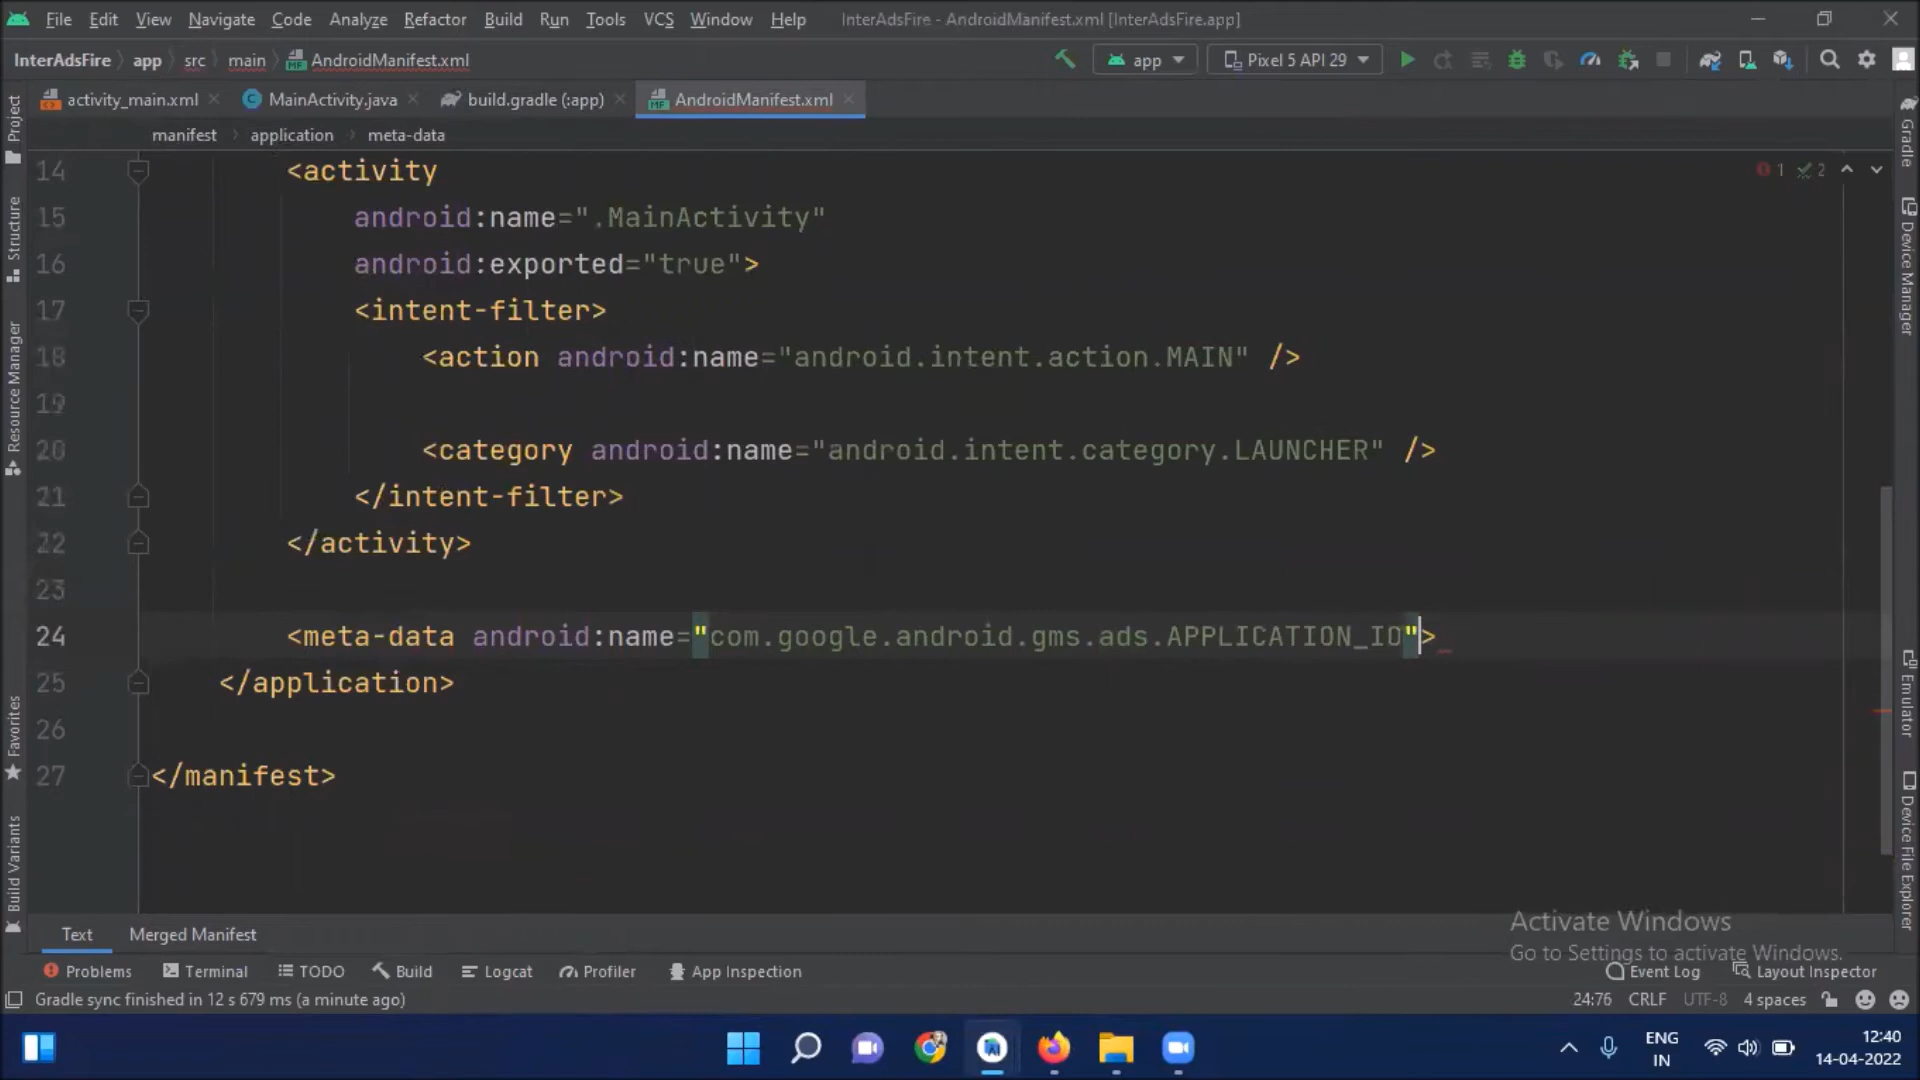 File Edit View Navigate Code Analyze Refactor Build Run Tools VCS Window Help InterAdsFire - AndroidManifest.xml [InterAdsFire.app]
InterAdsFire app src main AndroidManifest.xml app Pixel 5 API 29
activity_main.xml MainActivity.java build.gradle (:app) AndroidManifest.xml
manifest application meta-data
14 <activity 1 2
15 android:name=".MainActivity"
16 android:exported="true">
17 <intent-filter>
18 <action android:name="android.intent.action.MAIN" />
19
20 <category android:name="android.intent.category.LAUNCHER" />
21 </intent-filter>
22 </activity>
23
24 <meta-data android:name="com.google.android.gms.ads.APPLICATION_IO">
25 </application>
26
27 </manifest>
Project
Structure
Resource Manager
Favorites
Build Variants
Gradle
Device Manager
Emulator
Device File Explorer
Activate Windows
Go to Settings to activate Windows.
Text Merged Manifest
Problems Terminal TODO Build Logcat Profiler App Inspection Event Log Layout Inspector
Gradle sync finished in 12 s 679 ms (a minute ago) 24:76 CRLF UTF-8 4 spaces
ENG
IN
12:40
14-04-2022